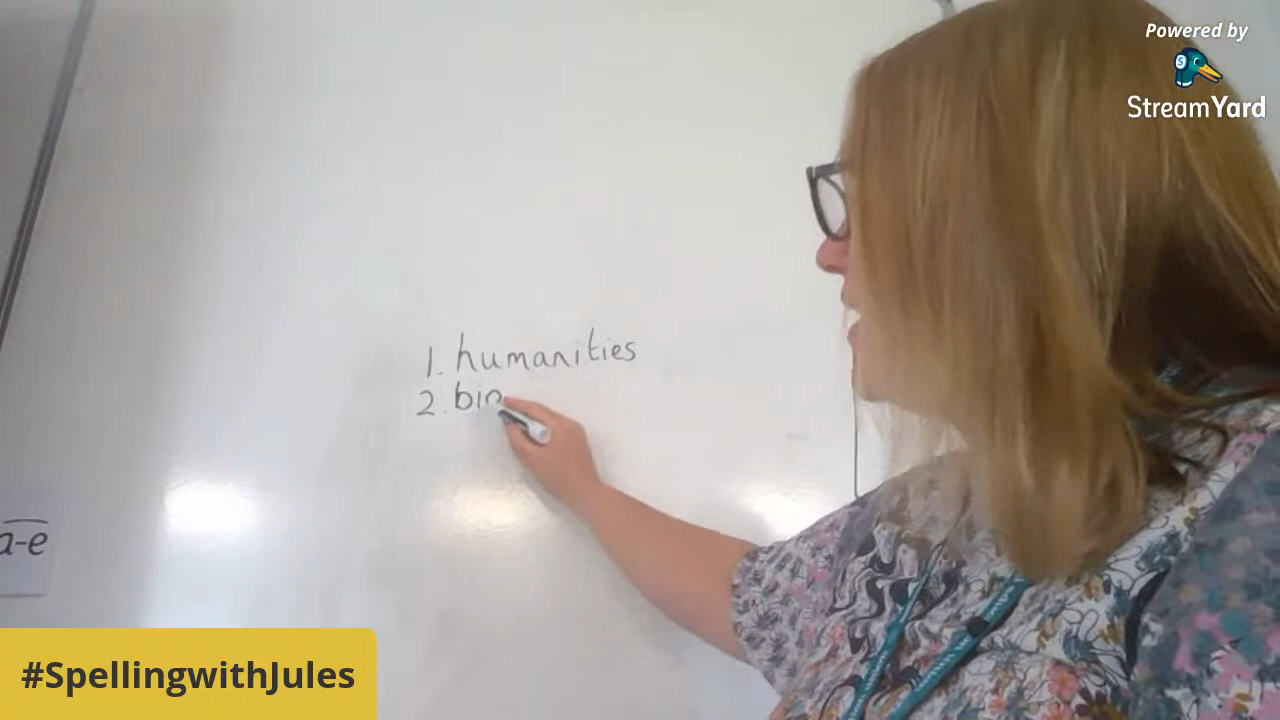 Powered by
StreamYard
1. humanities
2. bio
a-e
#SpellingwithJules